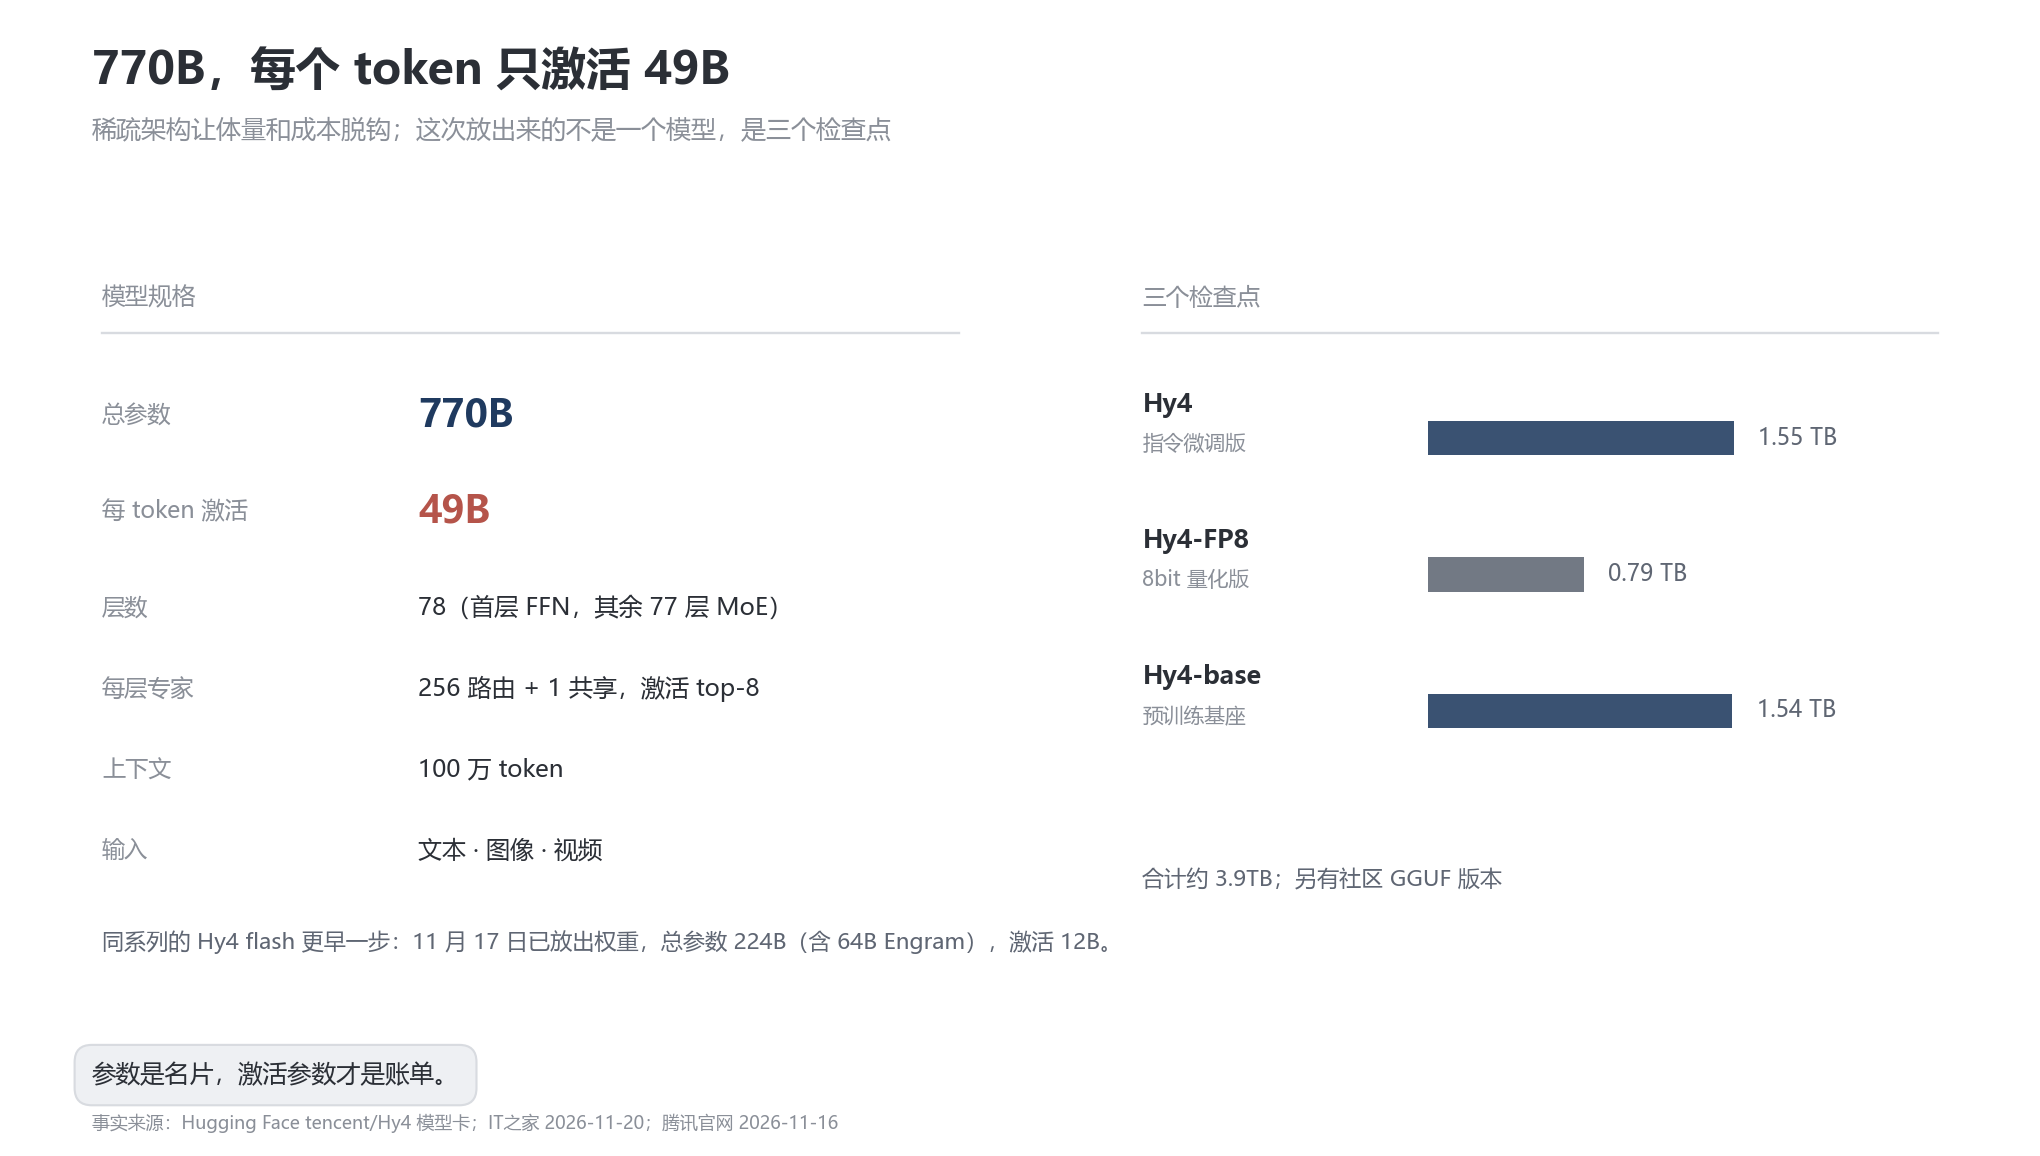 770B，每个 token 只激活 49B
稀疏架构让体量和成本脱钩；这次放出来的不是一个模型，是三个检查点
模型规格
总参数 770B
每 token 激活 49B
层数 78（首层 FFN，其余 77 层 MoE）
每层专家 256 路由 + 1 共享，激活 top-8
上下文 100 万 token
输入 文本 · 图像 · 视频
三个检查点
Hy4
指令微调版
1.55 TB
Hy4-FP8
8bit 量化版
0.79 TB
Hy4-base
预训练基座
1.54 TB
合计约 3.9TB；另有社区 GGUF 版本
同系列的 Hy4 flash 更早一步：11 月 17 日已放出权重，总参数 224B（含 64B Engram），激活 12B。
参数是名片，激活参数才是账单。
事实来源：Hugging Face tencent/Hy4 模型卡；IT之家 2026-11-20；腾讯官网 2026-11-16